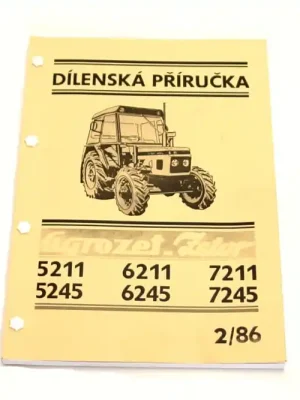 DÍLENSKÁ PŘÍRUČKA
Agrozet Zetor
5211 6211 7211
5245 6245 7245
2/86